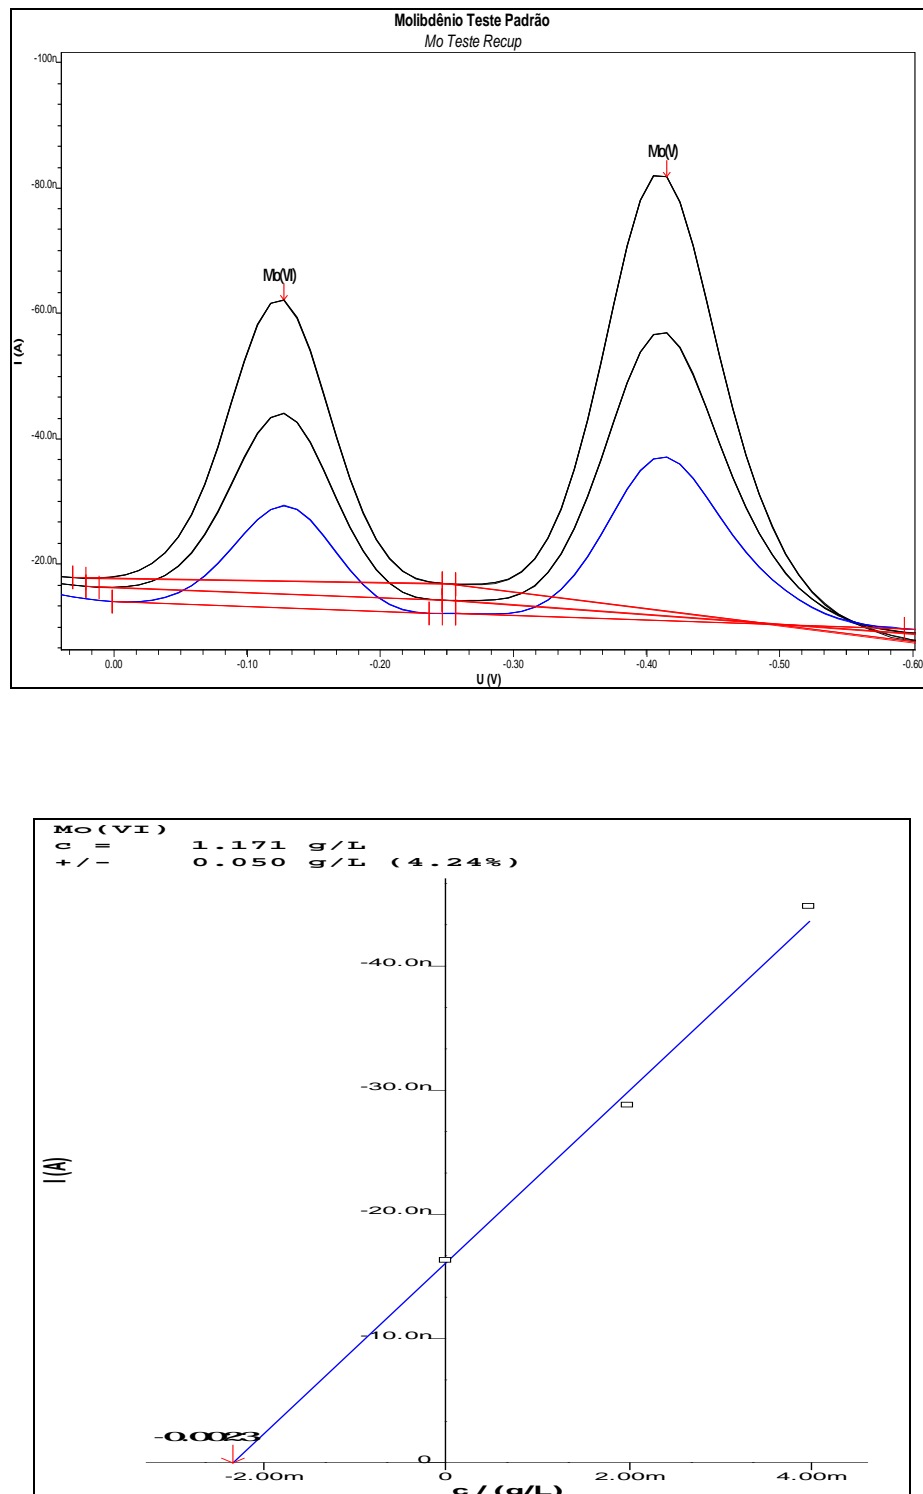 Molibdênio Teste Padrão
Mo Teste Recup
-100n
-80.0n
-60.0n
-40.0n
-20.0n
I (A)
Mo(VI)
Mo(V)
0.00 -0.10 -0.20 -0.30 -0.40 -0.50 -0.60
U (V)
Mo(VI)
c = 1.171 g/L
+/- 0.050 g/L (4.24%)
-40.0n
-30.0n
-20.0n
-10.0n
0
I (A)
-0.0023
-2.00m 0 2.00m 4.00m
c / (g/L)